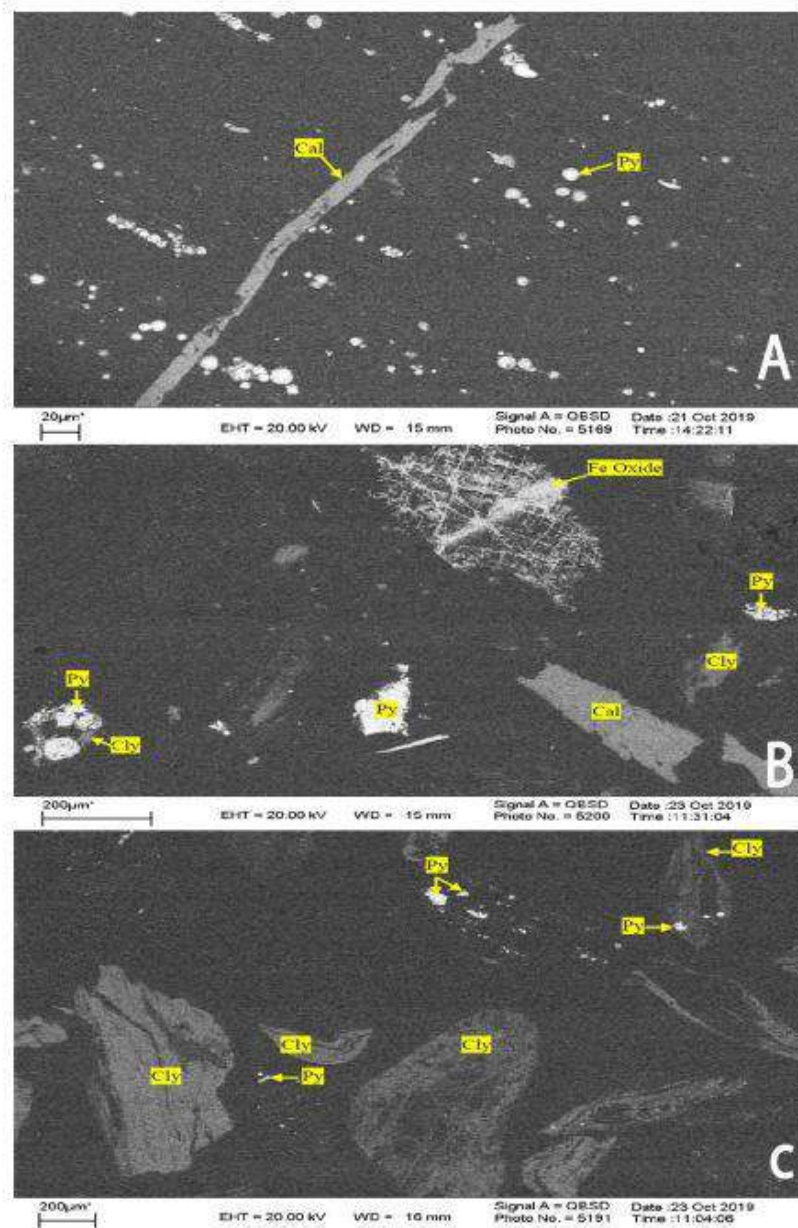 Cal
Py
A
20µm*
EHT = 20.00 kV
WD = 15 mm
Signal A = QBSD
Photo No. = 5169
Date :21 Oct 2019
Time :14:22:11
Fe Oxide
Py
Cly
Py
Py
Cal
Cly
B
200µm*
EHT = 20.00 kV
WD = 15 mm
Signal A = QBSD
Photo No. = 5200
Date :23 Oct 2019
Time :11:31:04
Cly
Py
Py
Cly
Cly
Cly
Py
C
200µm*
EHT = 20.00 kV
WD = 16 mm
Signal A = QBSD
Photo No. = 5191
Date :23 Oct 2019
Time :11:04:06